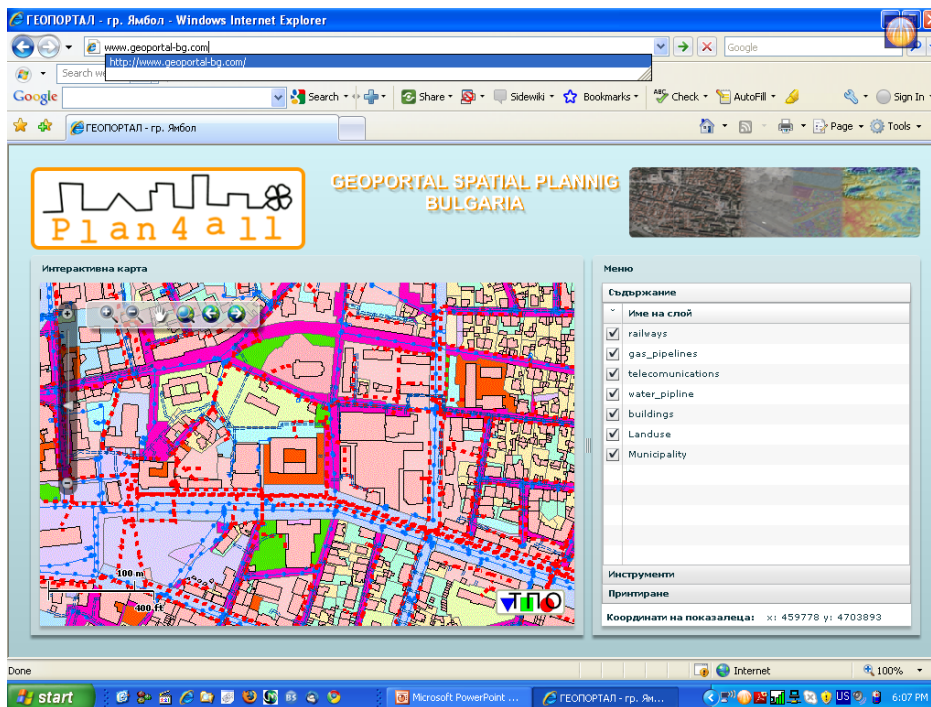 ГЕОПОРТАЛ - гр. Ямбол - Windows Internet Explorer
www.geoportal-bg.com
Google
http://www.geoportal-bg.com/
Search we
Google
Search
Share
Sidewiki
Bookmarks
Check
AutoFill
Sign In
ГЕОПОРТАЛ - гр. Ямбол
Page
Tools
Plan4all
GEOPORTAL SPATIAL PLANNIG
BULGARIA
Интерактивна карта
Меню
Съдържание
Име на слой
railways
gas_pipelines
telecomunications
water_pipline
buildings
Landuse
Municipality
100 m
400 ft
Инструменти
Принтиране
Координати на показалеца: x: 459778 y: 4703893
Done
Internet
100%
start
Microsoft PowerPoint ...
ГЕОПОРТАЛ - гр. Ям...
US
6:07 PM